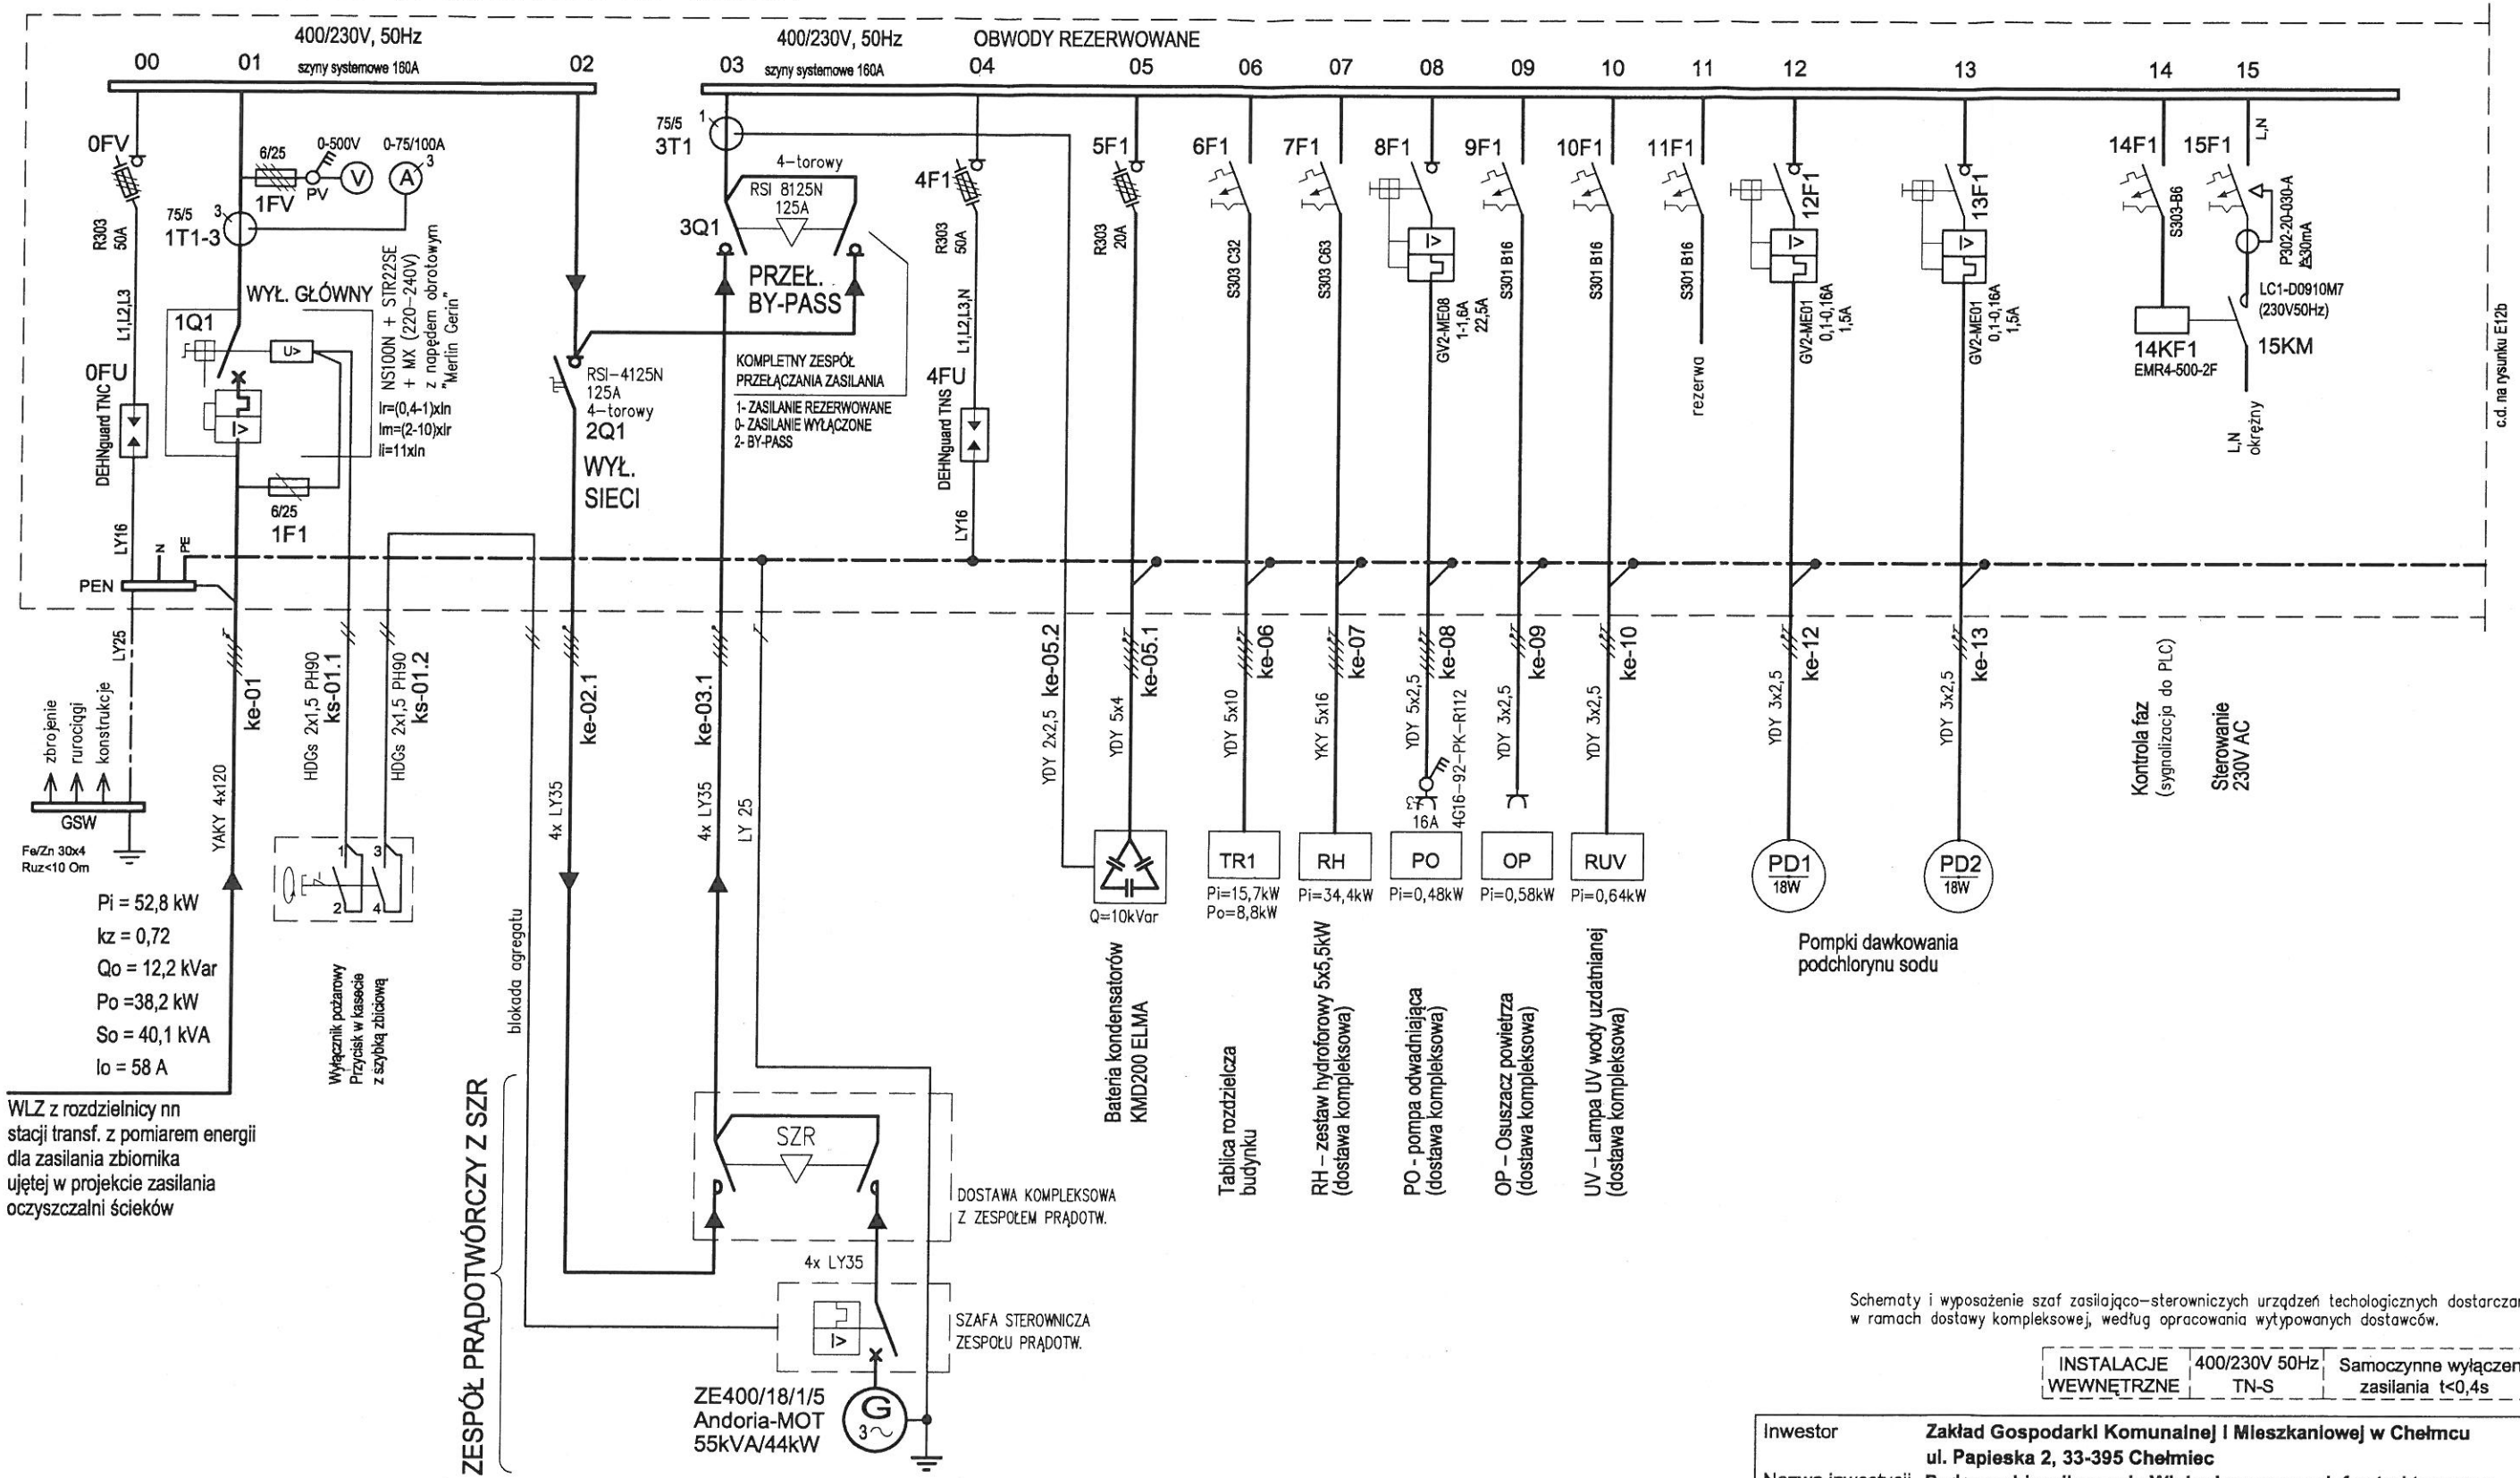 400/230V, 50Hz
szyny systemowe 160A
400/230V, 50Hz
szyny systemowe 160A
OBWODY REZERWOWANE
00
01
02
03
04
05
06
07
08
09
10
11
12
13
14
15
0FV
R303
50A
L1,L2,L3
0FU
DEHNguard TNC
LY16
6/25
1FV
0-500V
PV
V
0-75/100A
A
3
75/5
3
1T1-3
WYŁ. GŁÓWNY
1Q1
U>
I>
NS100N + STR22SE
+ MX (220-240V)
z napędem obrotowym
"Merlin Gerin"
Ir=(0,4-1)xIn
Im=(2-10)xIr
Ii=11xIn
6/25
1F1
RSI-4125N
125A
4-torowy
2Q1
WYŁ.
SIECI
75/5
1
3T1
4-torowy
RSI 8125N
125A
3Q1
PRZEŁ.
BY-PASS
KOMPLETNY ZESPÓŁ
PRZEŁĄCZANIA ZASILANIA
1- ZASILANIE REZERWOWANE
0- ZASILANIE WYŁĄCZONE
2- BY-PASS
4F1
R303
50A
L1,L2,L3,N
4FU
DEHNguard TNS
LY16
5F1
R303
20A
6F1
S303 C32
7F1
S303 C63
8F1
I>
GV2-ME08
1-1,6A
22,5A
9F1
S301 B16
10F1
S301 B16
11F1
S301 B16
rezerwa
12F1
I>
GV2-ME01
0,1-0,16A
1,5A
13F1
I>
GV2-ME01
0,1-0,16A
1,5A
14F1
S303-B6
14KF1
EMR4-500-2F
15F1
L,N
P302-20-030-A
30mA
LC1-D0910M7
(230V50Hz)
15KM
L,N
okrężny
c.d. na rysunku E12b
N
PE
PEN
LY25
zbrojenie
rurociągi
konstrukcje
GSW
Fe/Zn 30x4
Ruz<10 Om
ke-01
YAKY 4x120
HDGs 2x1,5 PH90
ks-01.1
HDGs 2x1,5 PH90
ks-01.2
1
2
3
4
Wyłącznik pożarowy
Przycisk w kasecie
z szybką zbiciową
Pi = 52,8 kW
kz = 0,72
Qo = 12,2 kVar
Po =38,2 kW
So = 40,1 kVA
Io = 58 A
WLZ z rozdzielnicy nn
stacji transf. z pomiarem energii
dla zasilania zbiornika
ujętej w projekcie zasilania
oczyszczalni ścieków
blokada agregatu
ke-02.1
4x LY35
ke-03.1
4x LY35
LY 25
ke-05.2
YDY 2x2,5
ke-05.1
YDY 5x4
Q=10kVar
Bateria kondensatorów
KMD200 ELMA
ke-06
YDY 5x10
TR1
Pi=15,7kW
Po=8,8kW
Tablica rozdzielcza
budynku
ke-07
YKY 5x16
RH
Pi=34,4kW
RH – zestaw hydroforowy 5x5,5kW
(dostawa kompleksowa)
ke-08
YDY 5x2,5
4G16-92-PK-R112
16A
PO
Pi=0,48kW
PO - pompa odwadniająca
(dostawa kompleksowa)
ke-09
YDY 3x2,5
OP
Pi=0,58kW
OP – Osuszacz powietrza
(dostawa kompleksowa)
ke-10
YDY 3x2,5
RUV
Pi=0,64kW
UV – Lampa UV wody uzdatnianej
(dostawa kompleksowa)
ke-12
YDY 3x2,5
PD1
18W
ke-13
YDY 3x2,5
PD2
18W
Pompki dawkowania
podchlorynu sodu
Kontrola faz
(sygnalizacja do PLC)
Sterowanie
230V AC
ZESPÓŁ PRĄDOTWÓRCZY Z SZR
SZR
DOSTAWA KOMPLEKSOWA
Z ZESPOŁEM PRĄDOTW.
4x LY35
I>
SZAFA STEROWNICZA
ZESPOŁU PRĄDOTW.
ZE400/18/1/5
Andoria-MOT
55kVA/44kW
G
3~
Schematy i wyposażenie szaf zasilająco-sterowniczych urządzeń techologicznych
w ramach dostawy kompleksowej, według opracowania wytypowanych dostawców.
INSTALACJE
WEWNĘTRZNE
400/230V 50Hz
TN-S
Samoczynne
zasilania t<0,4s
Inwestor
Zakład Gospodarki Komunalnej i Mieszkaniowej w Chełmcu
ul. Papieska 2, 33-395 Chełmiec